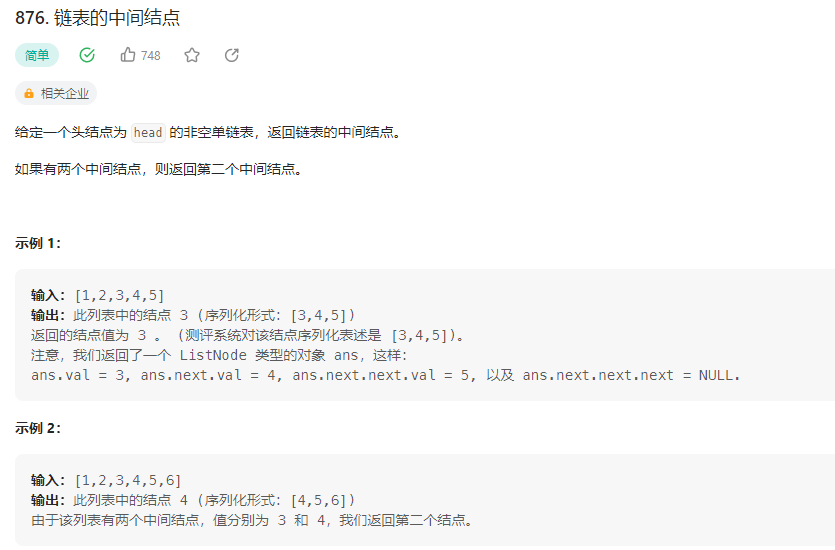 876. 链表的中间结点
简单 748
相关企业
给定一个头结点为 head 的非空单链表，返回链表的中间结点。
如果有两个中间结点，则返回第二个中间结点。
示例 1：
输入：[1,2,3,4,5]
输出：此列表中的结点 3 (序列化形式：[3,4,5])
返回的结点值为 3 。 (测评系统对该结点序列化表述是 [3,4,5])。
注意，我们返回了一个 ListNode 类型的对象 ans，这样：
ans.val = 3, ans.next.val = 4, ans.next.next.val = 5, 以及 ans.next.next.next = NULL.
示例 2：
输入：[1,2,3,4,5,6]
输出：此列表中的结点 4 (序列化形式：[4,5,6])
由于该列表有两个中间结点，值分别为 3 和 4，我们返回第二个结点。